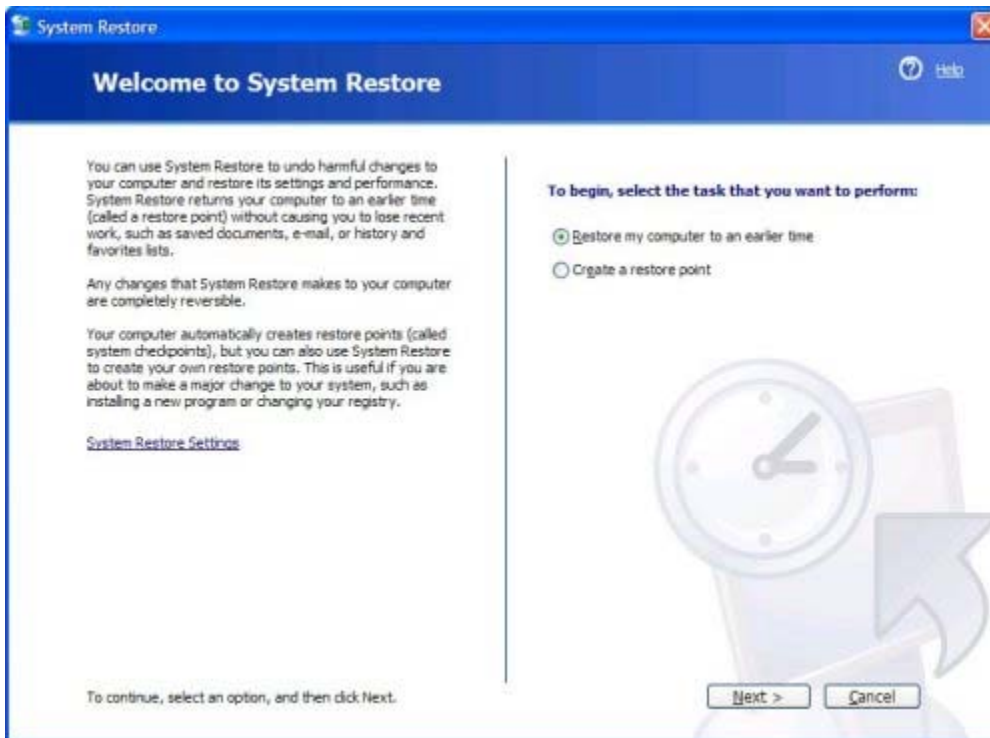 System Restore
Welcome to System Restore
Help
You can use System Restore to undo harmful changes to
your computer and restore its settings and performance.
System Restore returns your computer to an earlier time
(called a restore point) without causing you to lose recent
work, such as saved documents, e-mail, or history and
favorites lists.
Any changes that System Restore makes to your computer
are completely reversible.
Your computer automatically creates restore points (called
system checkpoints), but you can also use System Restore
to create your own restore points. This is useful if you are
about to make a major change to your system, such as
installing a new program or changing your registry.
System Restore Settings
To begin, select the task that you want to perform:
Restore my computer to an earlier time
Create a restore point
To continue, select an option, and then click Next.
Next >
Cancel